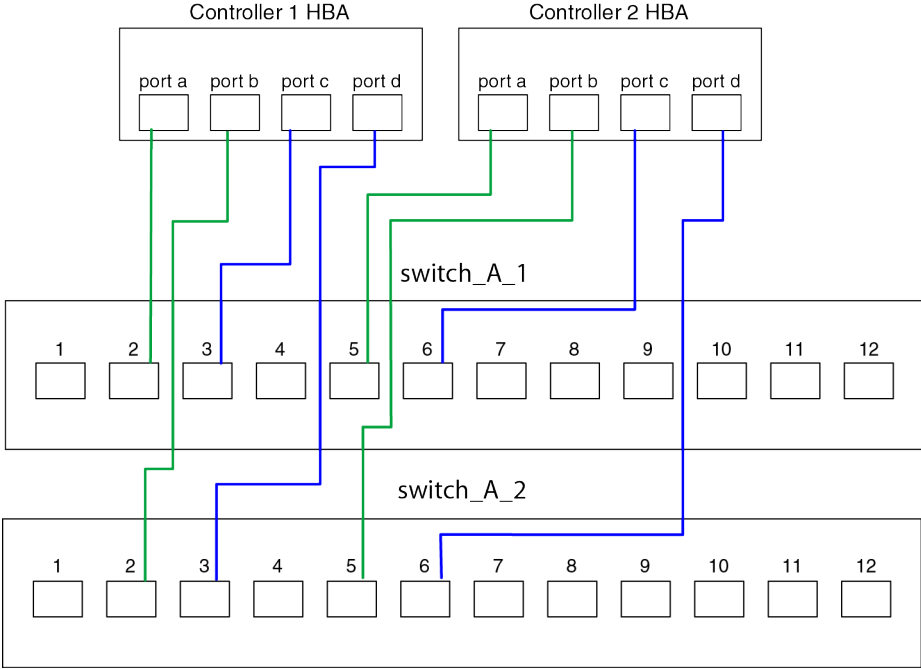 Controller 1 HBA
Controller 2 HBA
port a port b port c port d
port a port b port c port d
switch_A_1
1 2 3 4 5 6 7 8 9 10 11 12
switch_A_2
1 2 3 4 5 6 7 8 9 10 11 12